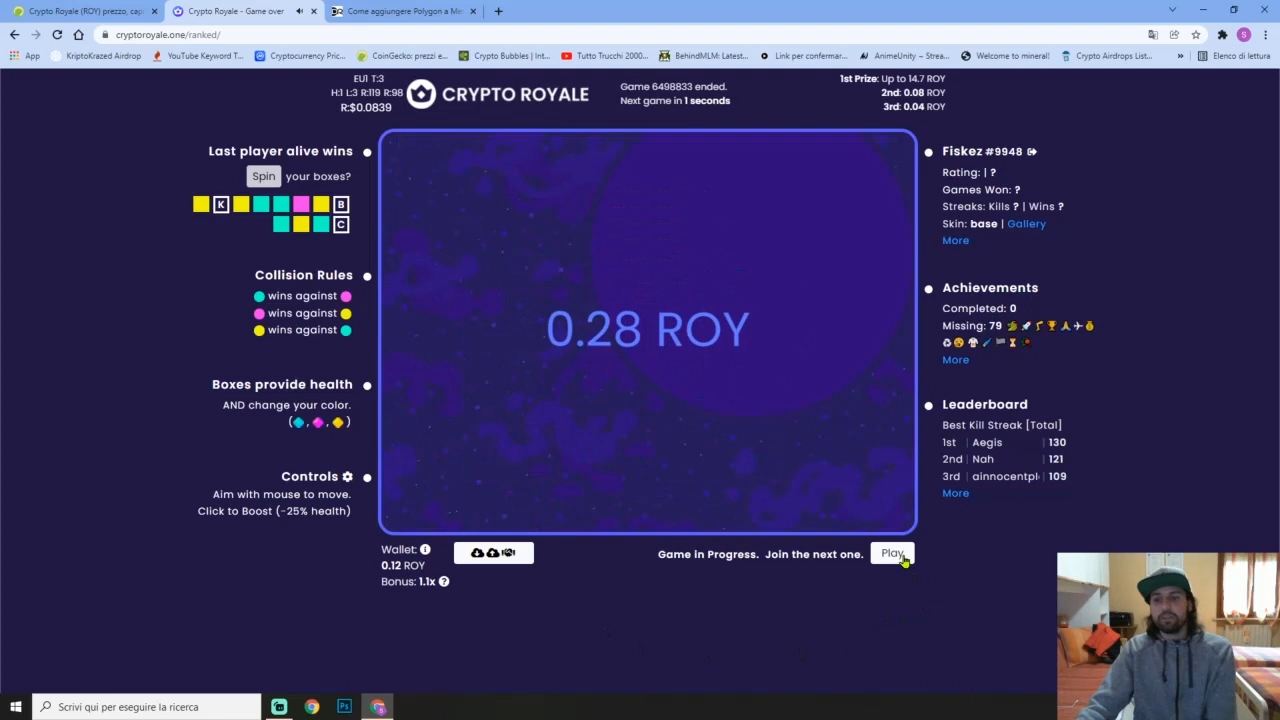 Crypto Royale (ROY) prezzo, cap
Crypto Royale - Game over
Come aggiungere Polygon a Me
cryptoroyale.one/ranked/
App
KriptoKrazed Airdrop
YouTube Keyword T...
Cryptocurrency Pric...
CoinGecko: prezzi e...
Crypto Bubbles | Int...
Tutto Trucchi 2000...
BehindMLM: Latest...
Link per confermar...
AnimeUnity ~ Strea...
Welcome to minerall
Crypto Airdrops List...
»
Elenco di lettura
EU1 T:3
H:1 L:3 R:119 R:98
R:$0.0839
CRYPTO ROYALE
Game 6498833 ended.
Next game in 1 seconds
1st Prize: Up to 14.7 ROY
2nd: 0.08 ROY
3rd: 0.04 ROY
Last player alive wins
Spin your boxes?
K
B
C
Collision Rules
wins against
wins against
wins against
Boxes provide health
AND change your color.
( , , )
Controls
Aim with mouse to move.
Click to Boost (-25% health)
0.28 ROY
Wallet:
0.12 ROY
Bonus: 1.1x
Game in Progress. Join the next one.
Play
Fiskez #9948
Rating: | ?
Games Won: ?
Streaks: Kills ? | Wins ?
Skin: base | Gallery
More
Achievements
Completed: 0
Missing: 79
More
Leaderboard
Best Kill Streak [Total]
1st | Aegis | 130
2nd | Nah | 121
3rd | ainnocentpl | 109
More
Scrivi qui per eseguire la ricerca